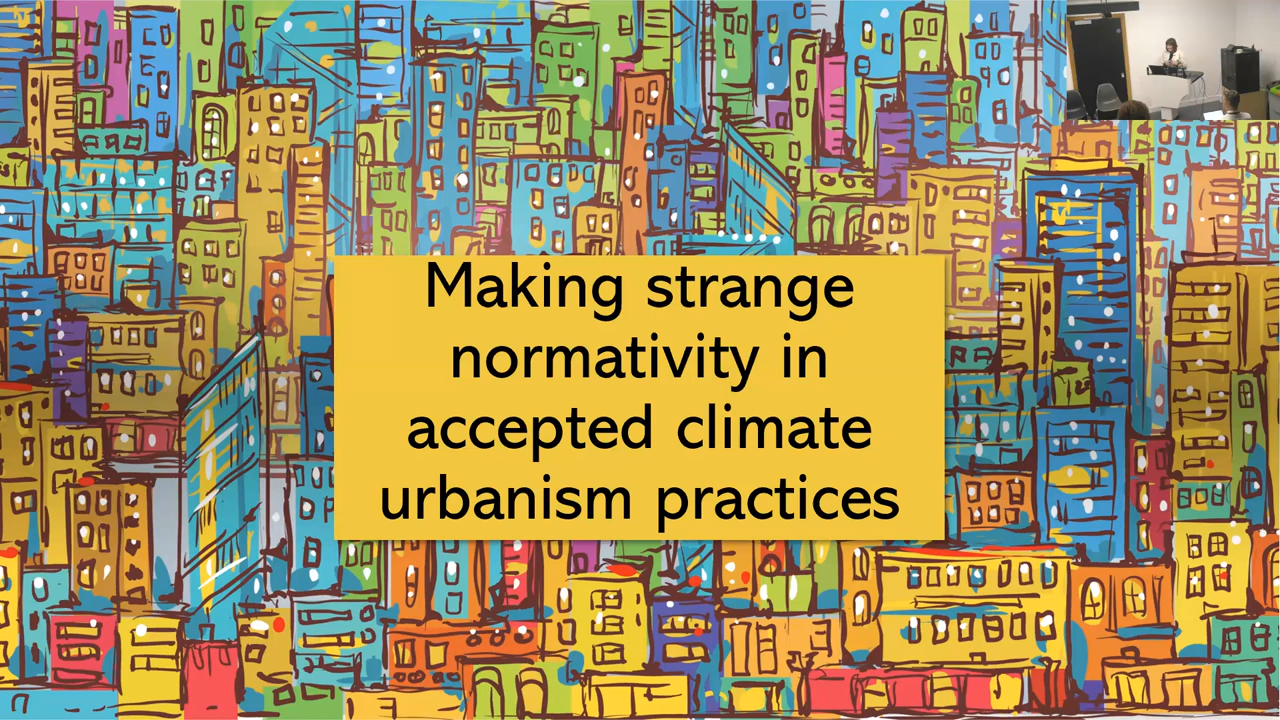 Making strange
normativity in
accepted climate
urbanism practices